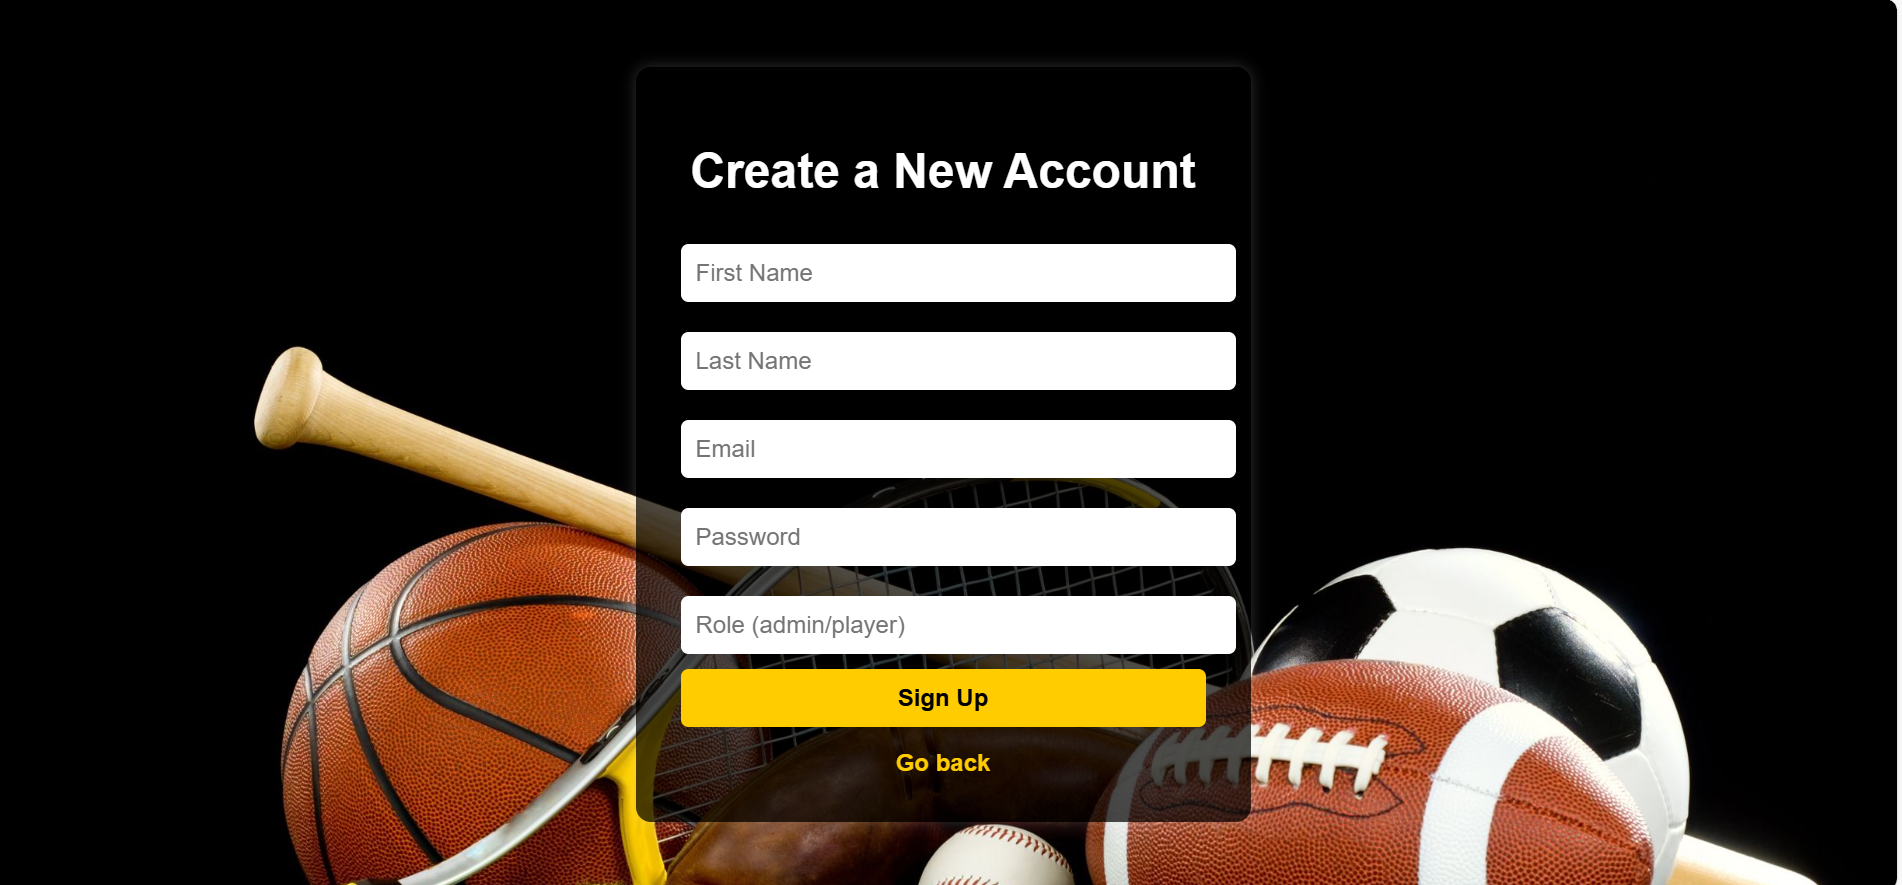 Create a New Account
First Name
Last Name
Email
Password
Role (admin/player)
Sign Up
Go back